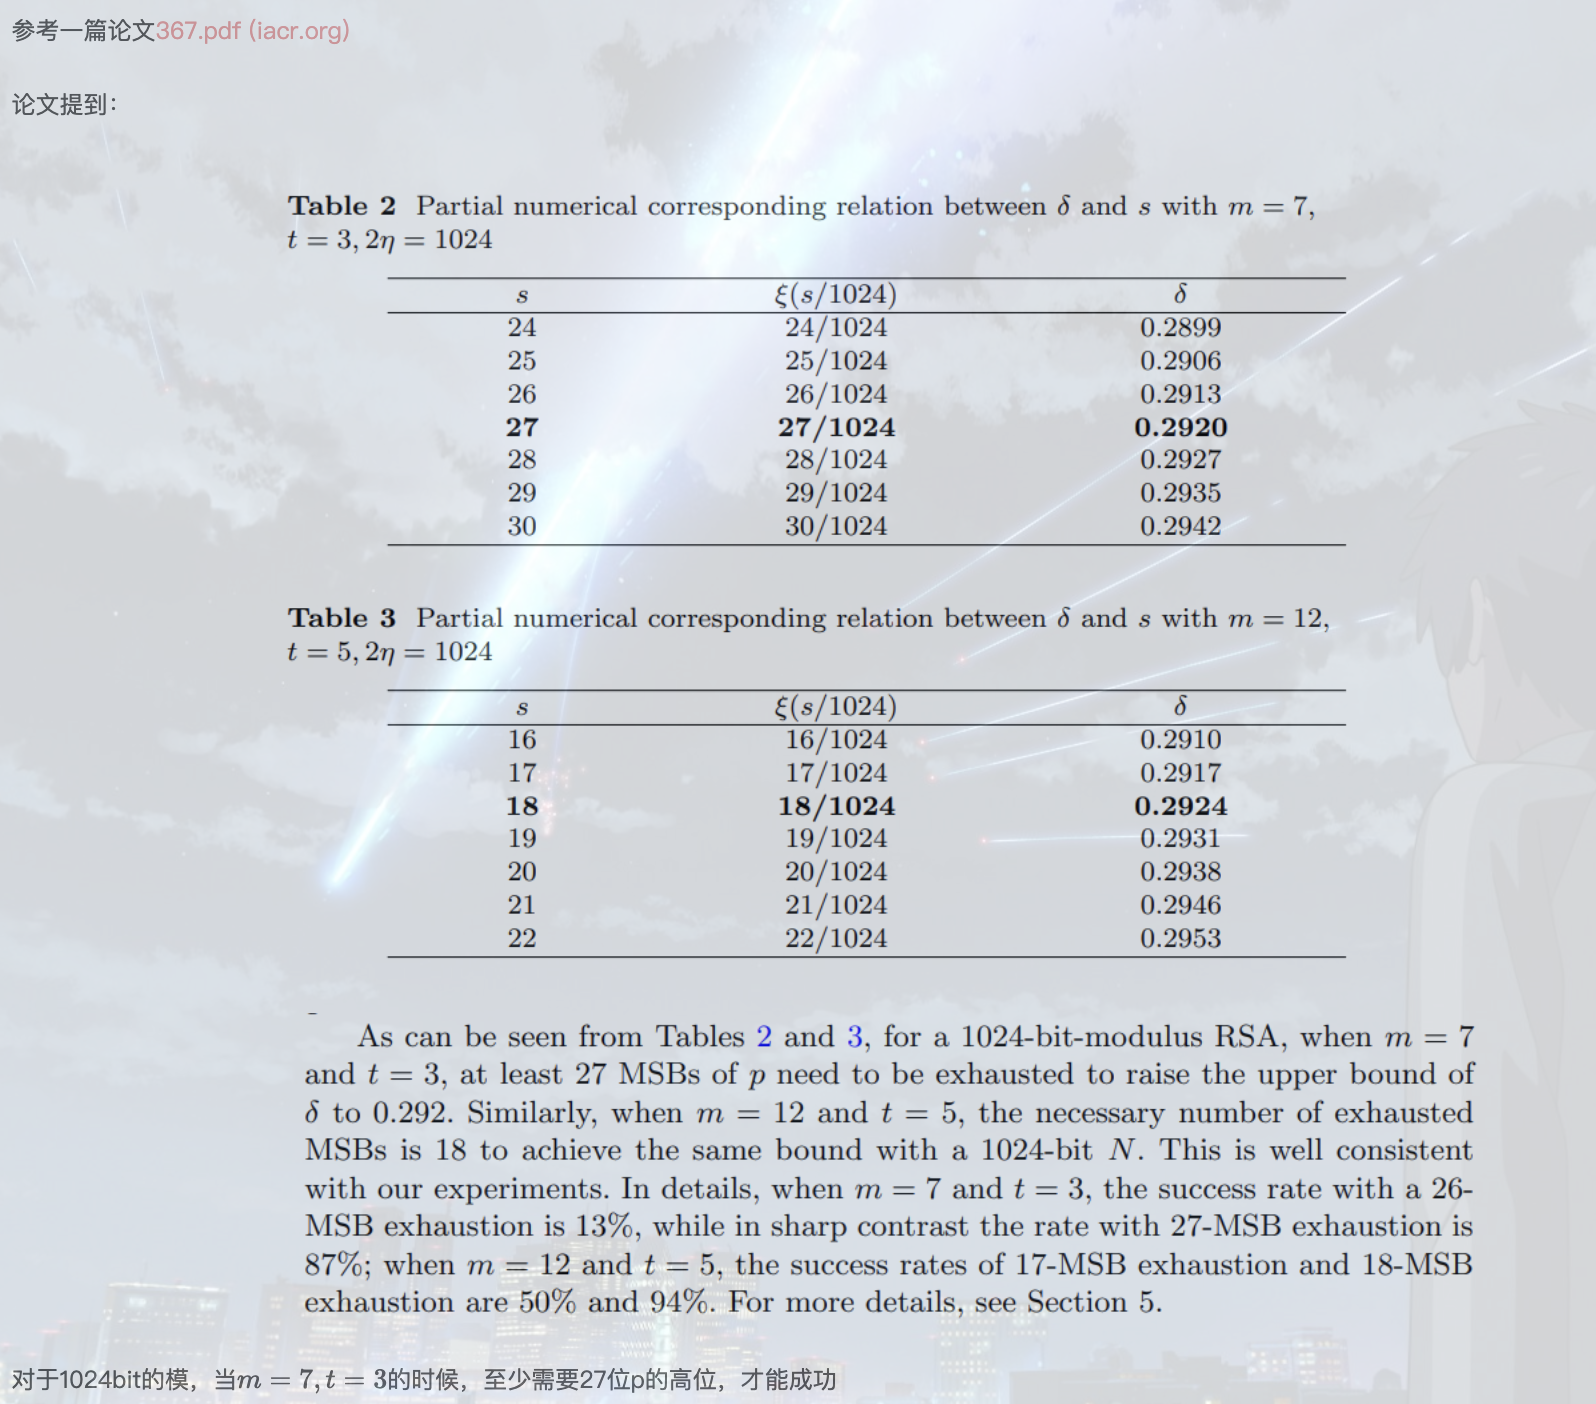 参考一篇论文367.pdf (iacr.org)
论文提到：
Table 2 Partial numerical corresponding relation between δ and s with m = 7,
t = 3, 2η = 1024
s ξ(s/1024) δ
24 24/1024 0.2899
25 25/1024 0.2906
26 26/1024 0.2913
27 27/1024 0.2920
28 28/1024 0.2927
29 29/1024 0.2935
30 30/1024 0.2942
Table 3 Partial numerical corresponding relation between δ and s with m = 12,
t = 5, 2η = 1024
s ξ(s/1024) δ
16 16/1024 0.2910
17 17/1024 0.2917
18 18/1024 0.2924
19 19/1024 0.2931
20 20/1024 0.2938
21 21/1024 0.2946
22 22/1024 0.2953
As can be seen from Tables 2 and 3, for a 1024-bit-modulus RSA, when m = 7
and t = 3, at least 27 MSBs of p need to be exhausted to raise the upper bound of
δ to 0.292. Similarly, when m = 12 and t = 5, the necessary number of exhausted
MSBs is 18 to achieve the same bound with a 1024-bit N. This is well consistent
with our experiments. In details, when m = 7 and t = 3, the success rate with a 26-
MSB exhaustion is 13%, while in sharp contrast the rate with 27-MSB exhaustion is
87%; when m = 12 and t = 5, the success rates of 17-MSB exhaustion and 18-MSB
exhaustion are 50% and 94%. For more details, see Section 5.
对于1024bit的模，当m = 7, t = 3的时候，至少需要27位p的高位，才能成功